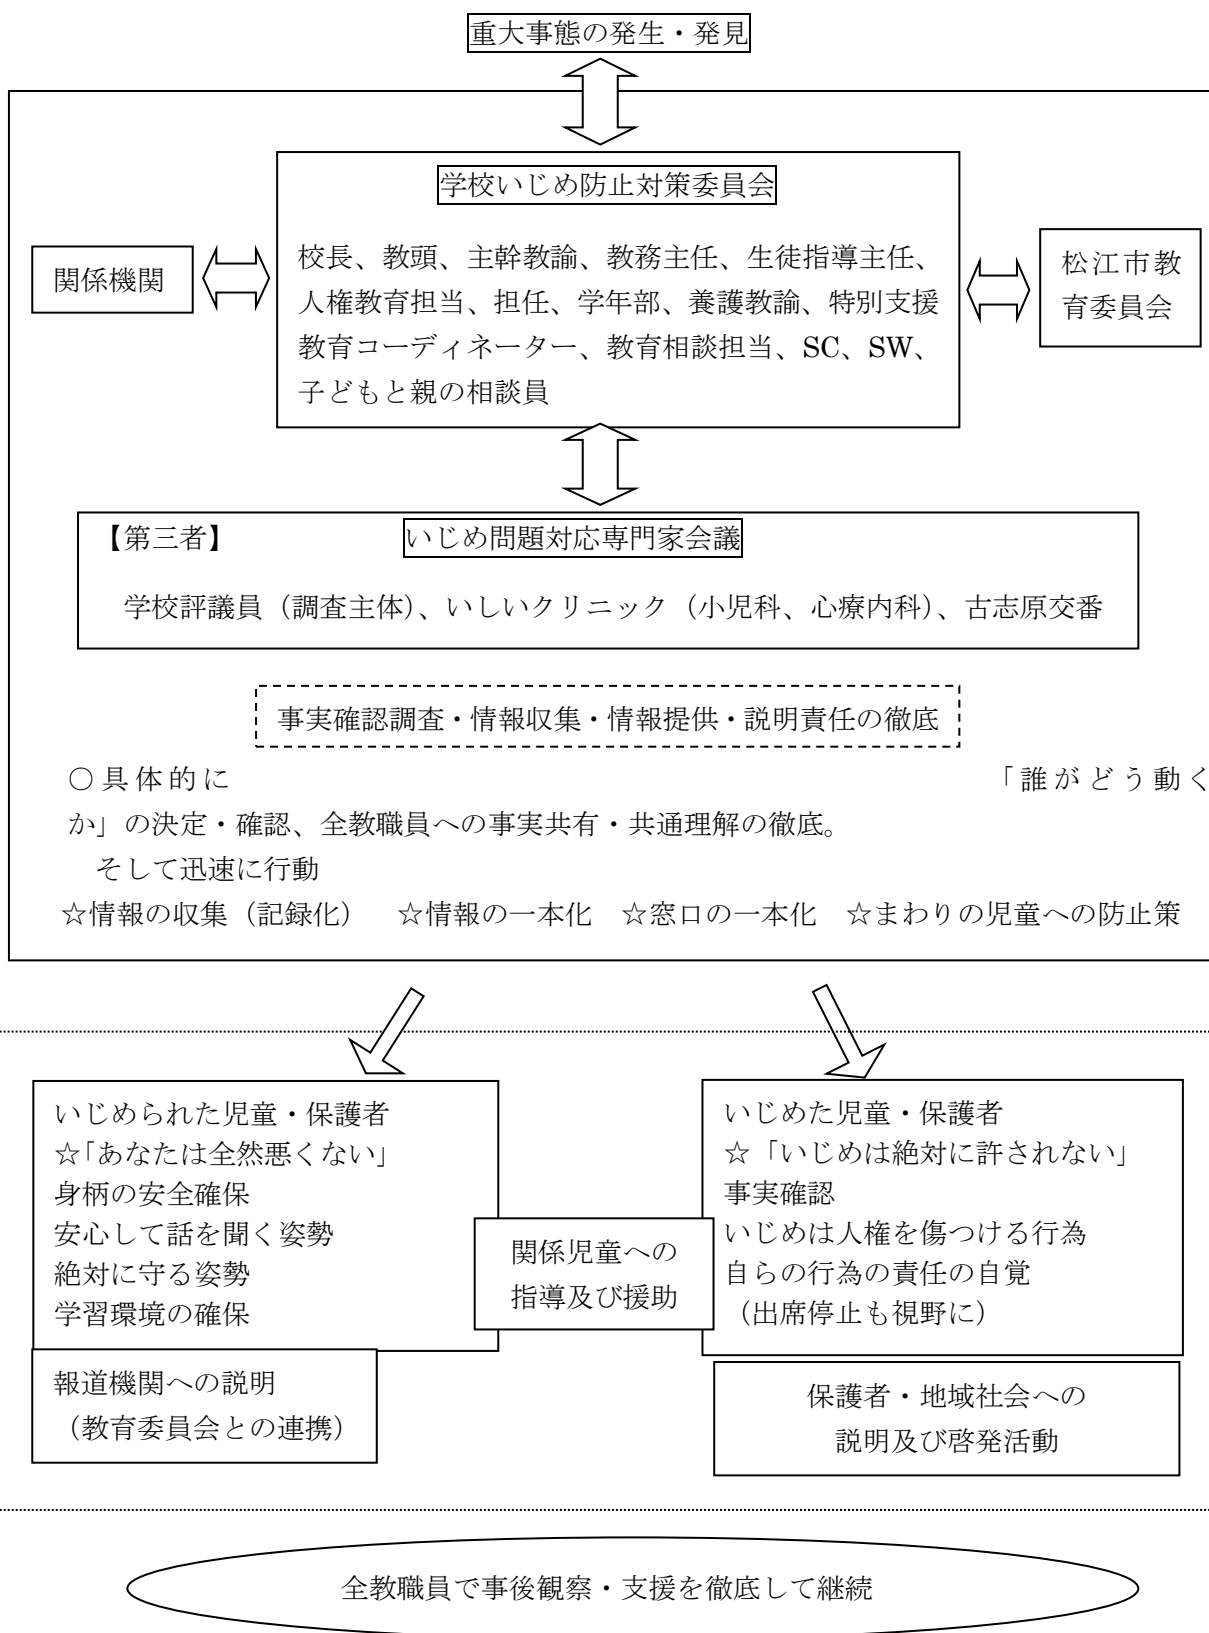 重大事態の発生・発見
学校いじめ防止対策委員会
校長、教頭、主幹教諭、教務主任、生徒指導主任、
人権教育担当、担任、学年部、養護教諭、特別支援
教育コーディネーター、教育相談担当、SC、SW、
子どもと親の相談員
関係機関
松江市教
育委員会
【第三者】 いじめ問題対応専門家会議
学校評議員（調査主体）、いしいクリニック（小児科、心療内科）、古志原交番
事実確認調査・情報収集・情報提供・説明責任の徹底
○具体的に 「誰がどう動く
か」の決定・確認、全教職員への事実共有・共通理解の徹底。
そして迅速に行動
☆情報の収集（記録化） ☆情報の一本化 ☆窓口の一本化 ☆まわりの児童への防止策
いじめられた児童・保護者
☆「あなたは全然悪くない」
身柄の安全確保
安心して話を聞く姿勢
絶対に守る姿勢
学習環境の確保
関係児童への
指導及び援助
いじめた児童・保護者
☆「いじめは絶対に許されない」
事実確認
いじめは人権を傷つける行為
自らの行為の責任の自覚
（出席停止も視野に）
報道機関への説明
（教育委員会との連携）
保護者・地域社会への
説明及び啓発活動
全教職員で事後観察・支援を徹底して継続